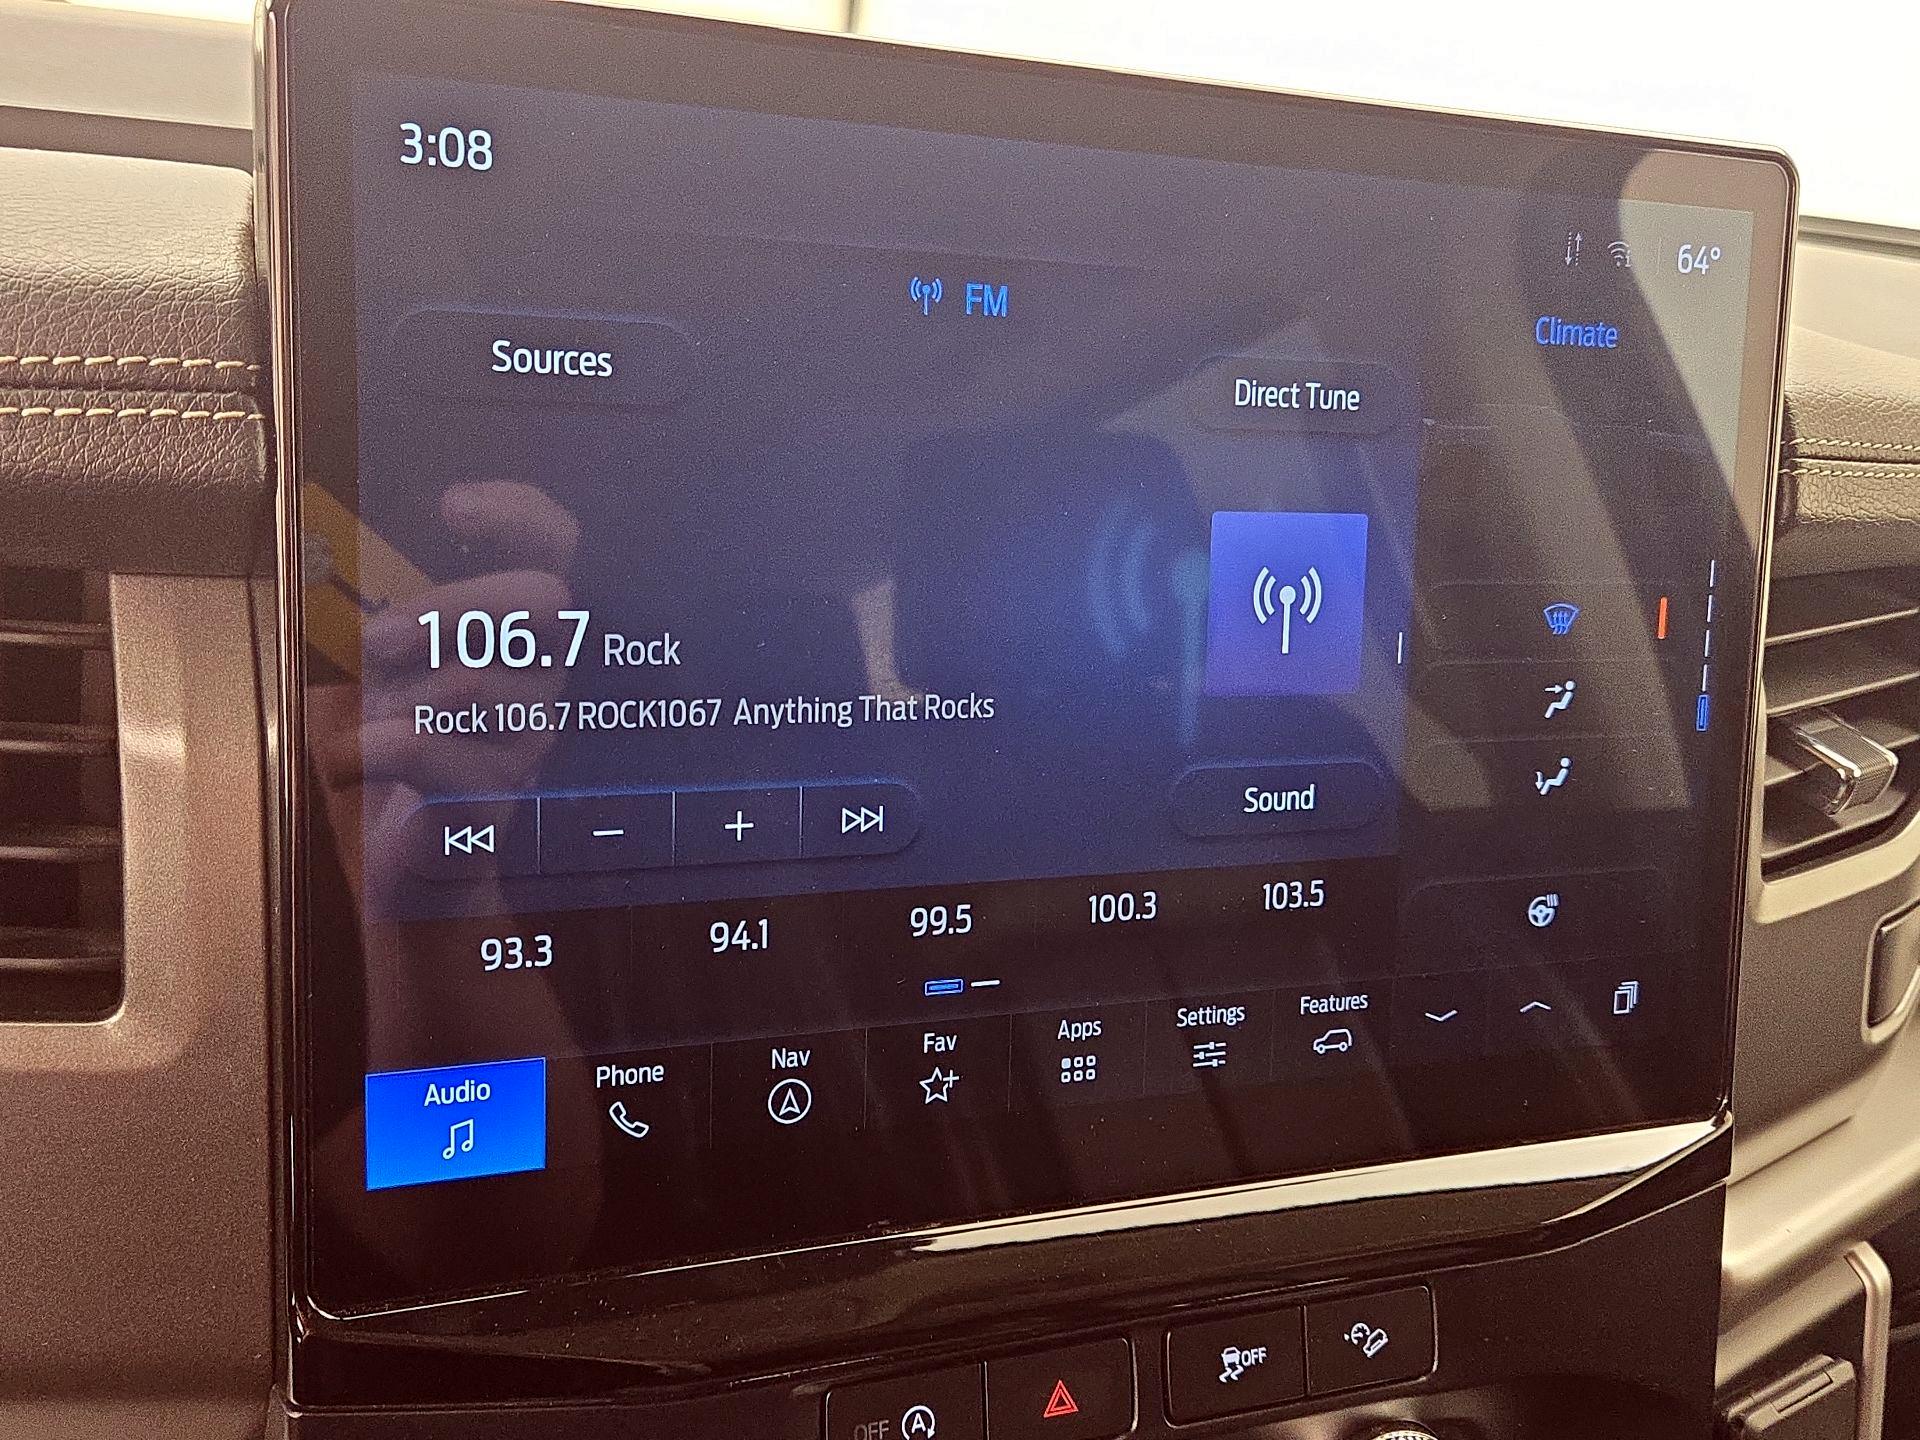 3:08
64°
FM
Climate
Sources
Direct Tune
106.7 Rock
Rock 106.7 ROCK1067 Anything That Rocks
Sound
93.3 94.1 99.5 100.3 103.5
Audio Phone Nav Fav Apps Settings Features
OFF
OFF A